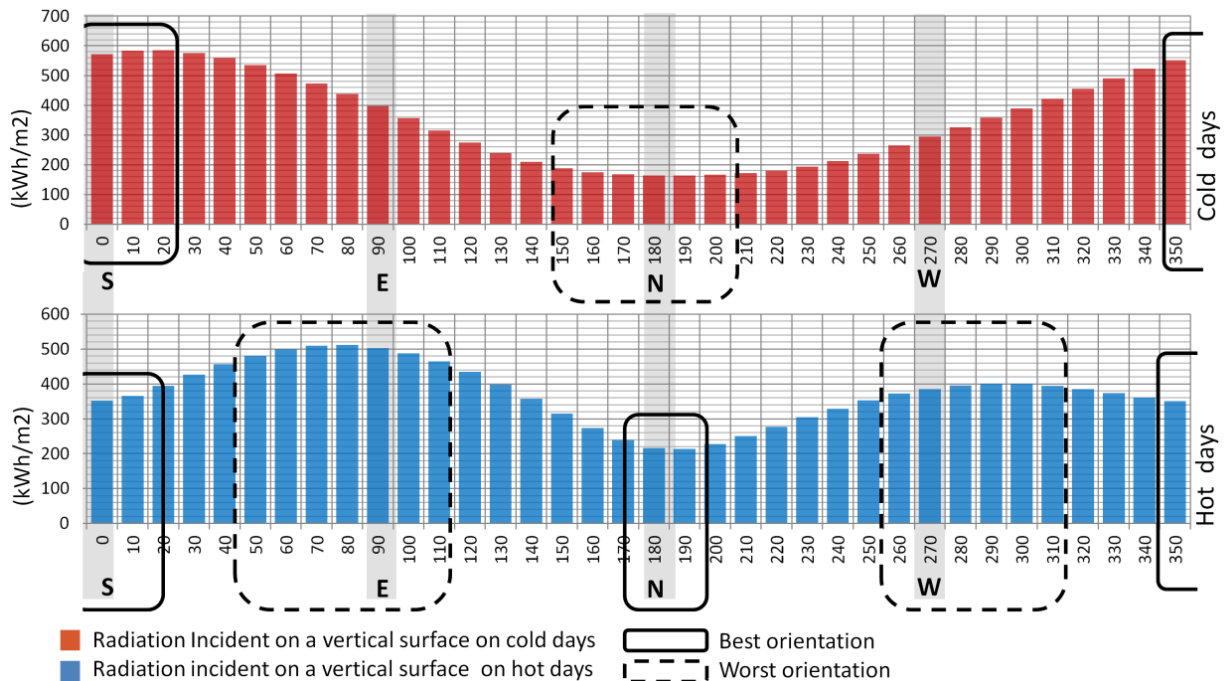 700
600
500
400
300
200
100
0
(kWh/m2)
0 10 20 30 40 50 60 70 80 90 100 110 120 130 140 150 160 170 180 190 200 210 220 230 240 250 260 270 280 290 300 310 320 330 340 350
Cold days
S E N W
600
500
400
300
200
100
0
(kWh/m2)
0 10 20 30 40 50 60 70 80 90 100 110 120 130 140 150 160 170 180 190 200 210 220 230 240 250 260 270 280 290 300 310 320 330 340 350
Hot days
S E N W
Radiation Incident on a vertical surface on cold days
Best orientation
Radiation incident on a vertical surface on hot days
Worst orientation